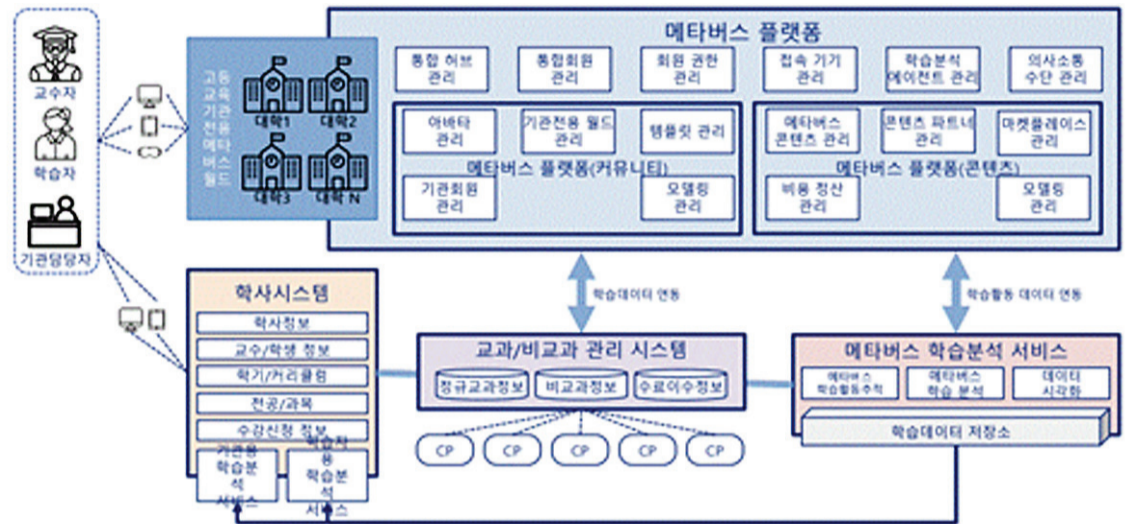 교수자
학습자
기관담당자
고등
교육
기관
전용
메타
버스
월드
대학1
대학2
대학3
대학 N
메타버스 플랫폼
통합 허브
관리
통합회원
관리
회원 권한
관리
접속 기기
관리
학습분석
에이전트 관리
의사소통
수단 관리
아바타
관리
기관전용 월드
관리
템플릿 관리
메타버스 플랫폼(커뮤니티)
기관회원
관리
모델링
관리
메타버스
콘텐츠 관리
콘텐츠 파트너
관리
마켓플레이스
관리
메타버스 플랫폼(콘텐츠)
비용 정산
관리
모델링
관리
학습데이터 연동
학습활동 데이터 연동
학사시스템
학사정보
교수/학생 정보
학기/커리큘럼
전공/과목
수강신청 정보
기관용
학습분
석
서비스
학습자
용
학습분
석
서비스
교과/비교과 관리 시스템
정규교과정보
비교과정보
수료이수정보
CP
CP
CP
CP
CP
메타버스 학습분석 서비스
메타버스
학습활동추적
메타버스
학습 분석
데이터
시각화
학습데이터 저장소